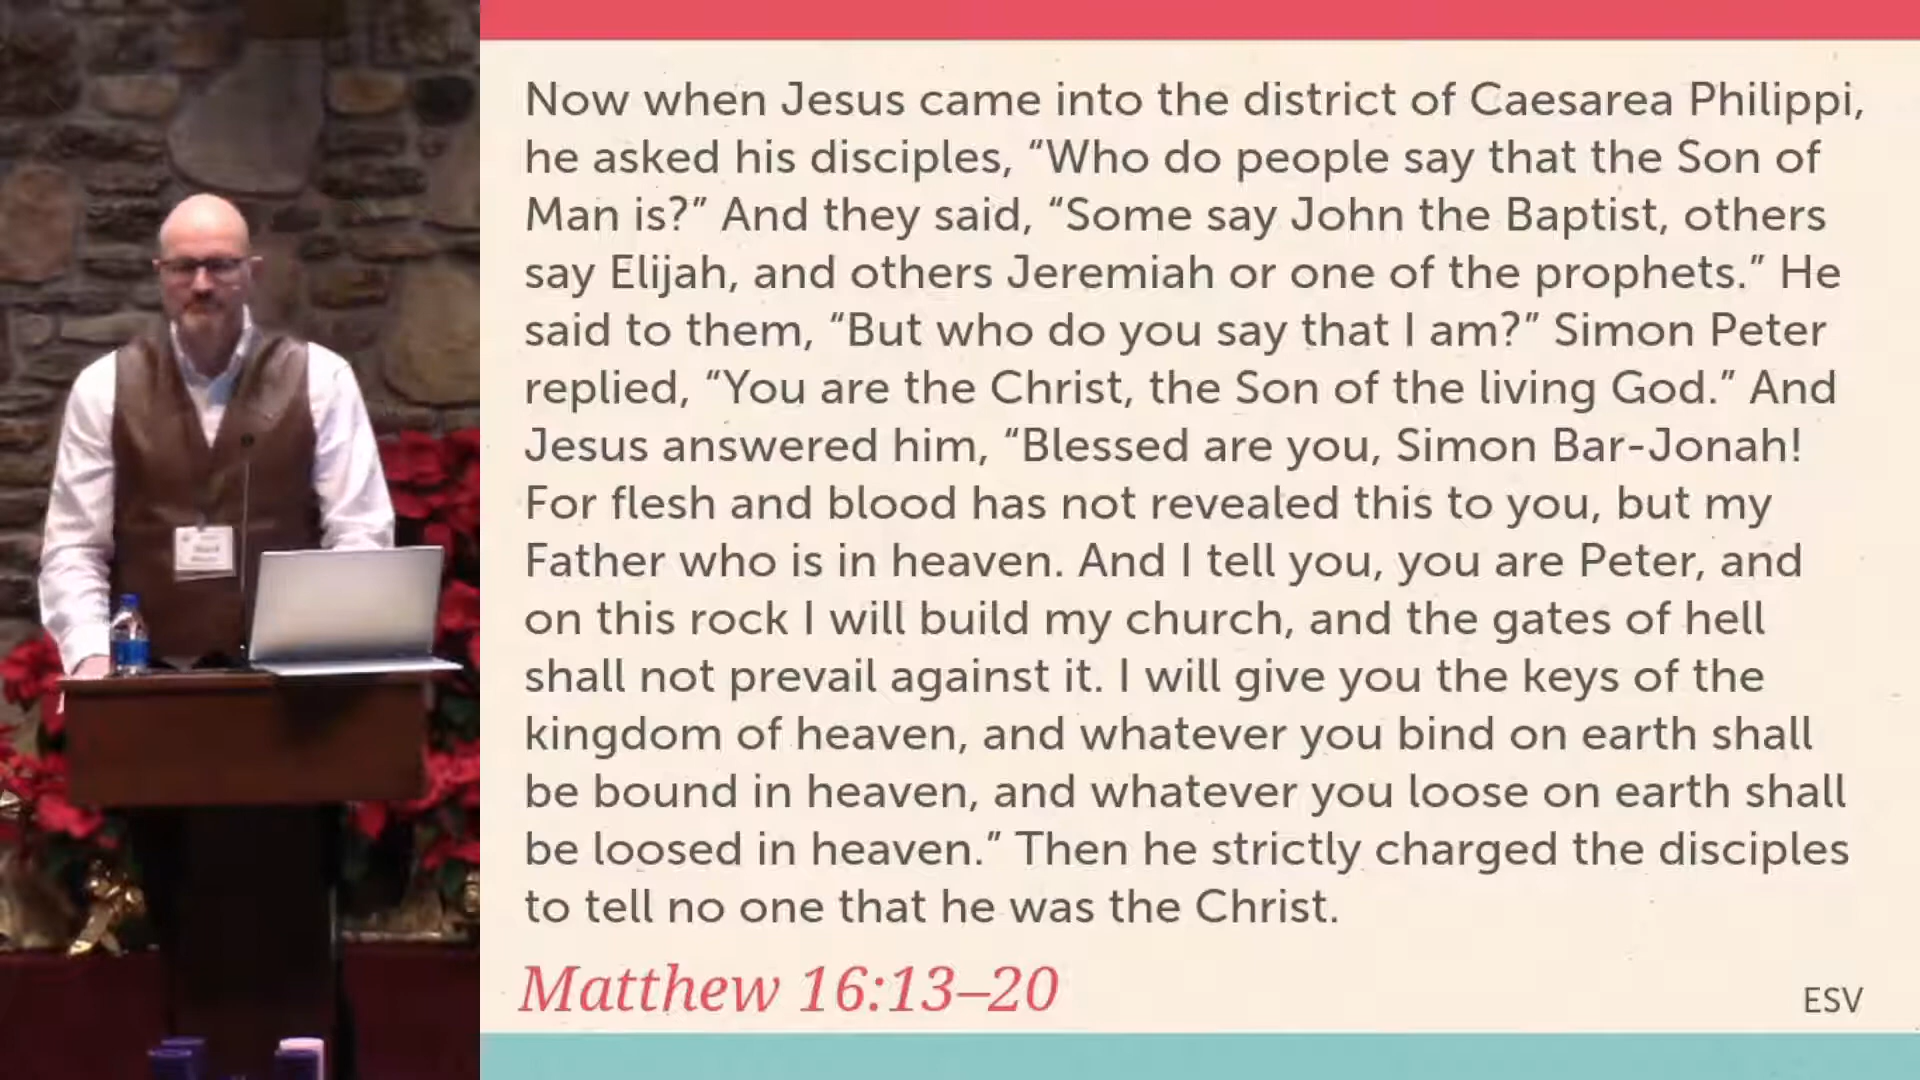 Now when Jesus came into the district of Caesarea Philippi,
he asked his disciples, “Who do people say that the Son of
Man is?” And they said, “Some say John the Baptist, others
say Elijah, and others Jeremiah or one of the prophets.” He
said to them, “But who do you say that I am?” Simon Peter
replied, “You are the Christ, the Son of the living God.” And
Jesus answered him, “Blessed are you, Simon Bar-Jonah!
For flesh and blood has not revealed this to you, but my
Father who is in heaven. And I tell you, you are Peter, and
on this rock I will build my church, and the gates of hell
shall not prevail against it. I will give you the keys of the
kingdom of heaven, and whatever you bind on earth shall
be bound in heaven, and whatever you loose on earth shall
be loosed in heaven.” Then he strictly charged the disciples
to tell no one that he was the Christ.
Matthew 16:13–20
ESV